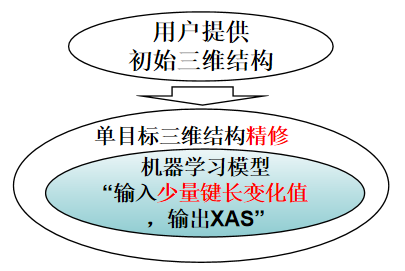 用户提供
初始三维结构
单目标三维结构精修
机器学习模型
“输入少量键长变化值
，输出XAS”